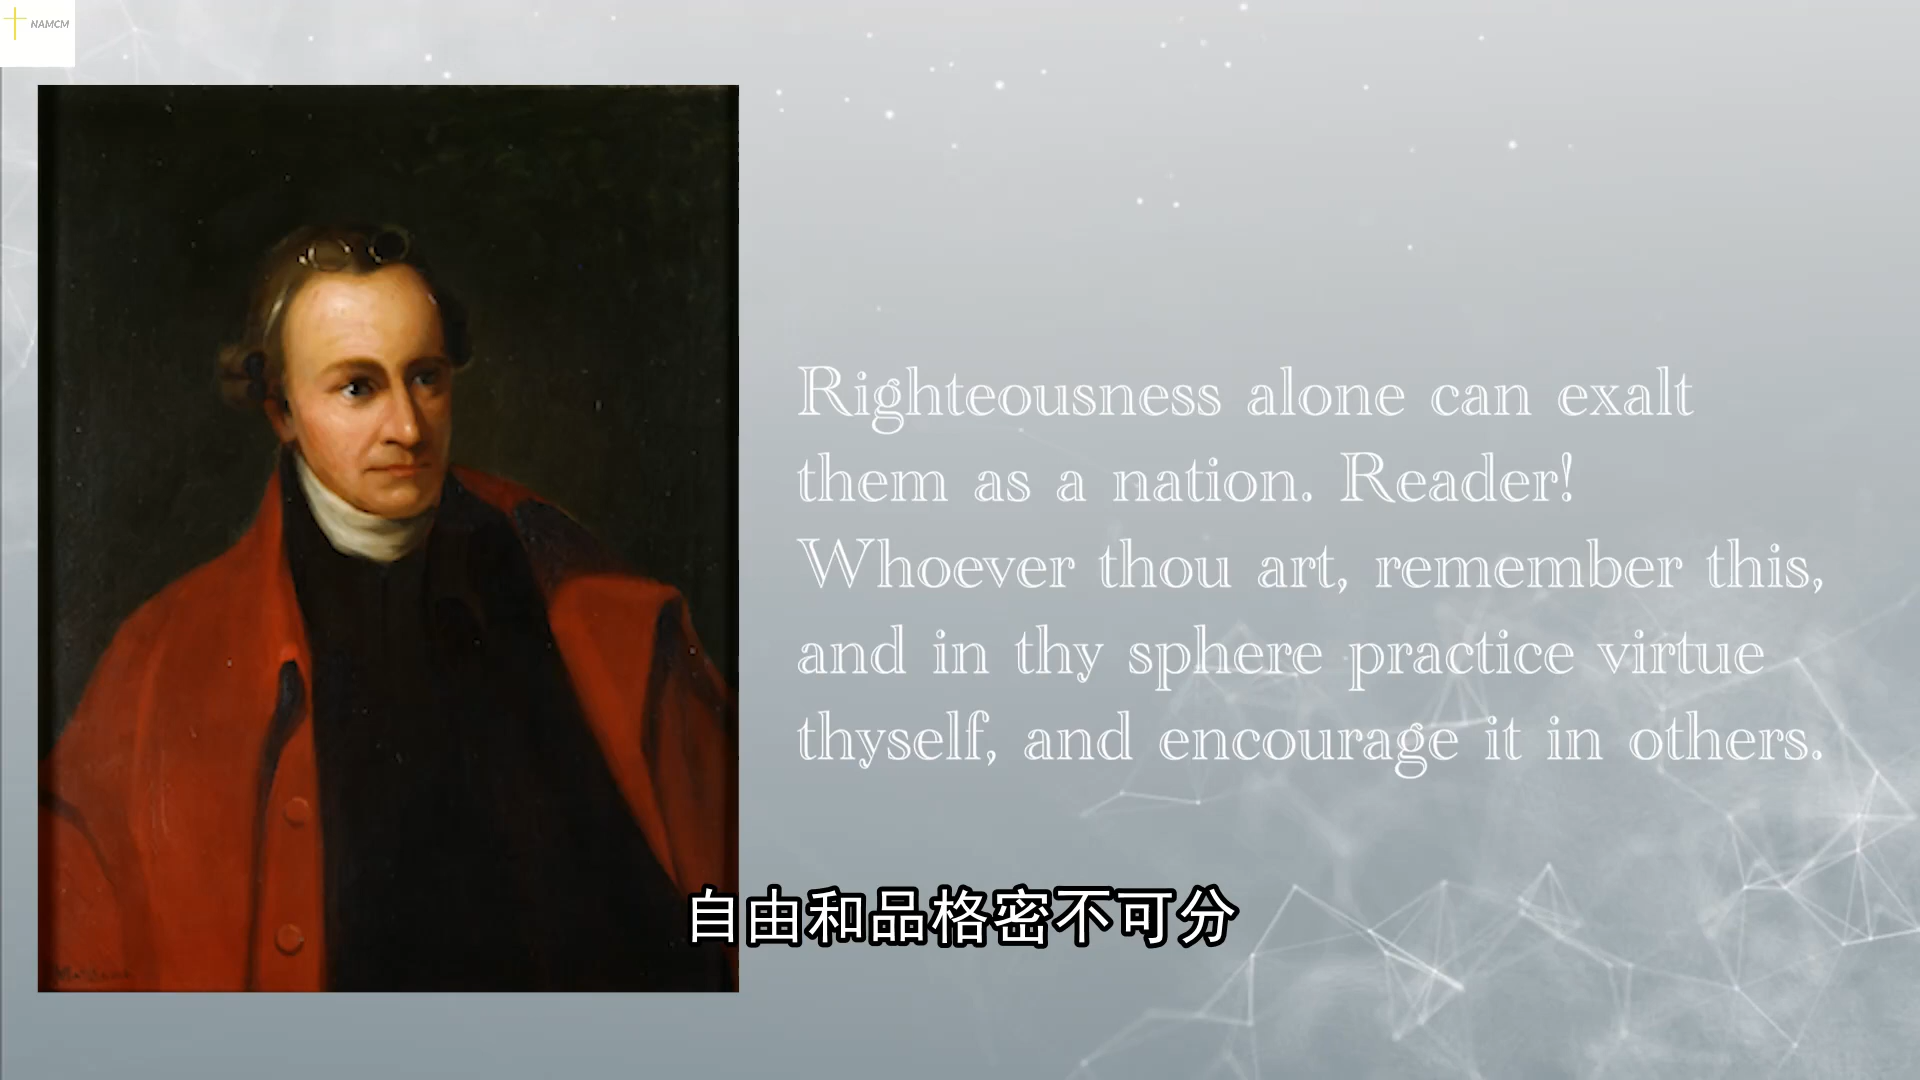 NAMCM
Righteousness alone can exalt
them as a nation. Reader!
Whoever thou art, remember this,
and in thy sphere practice virtue
thyself, and encourage it in others.
自由和品格密不可分